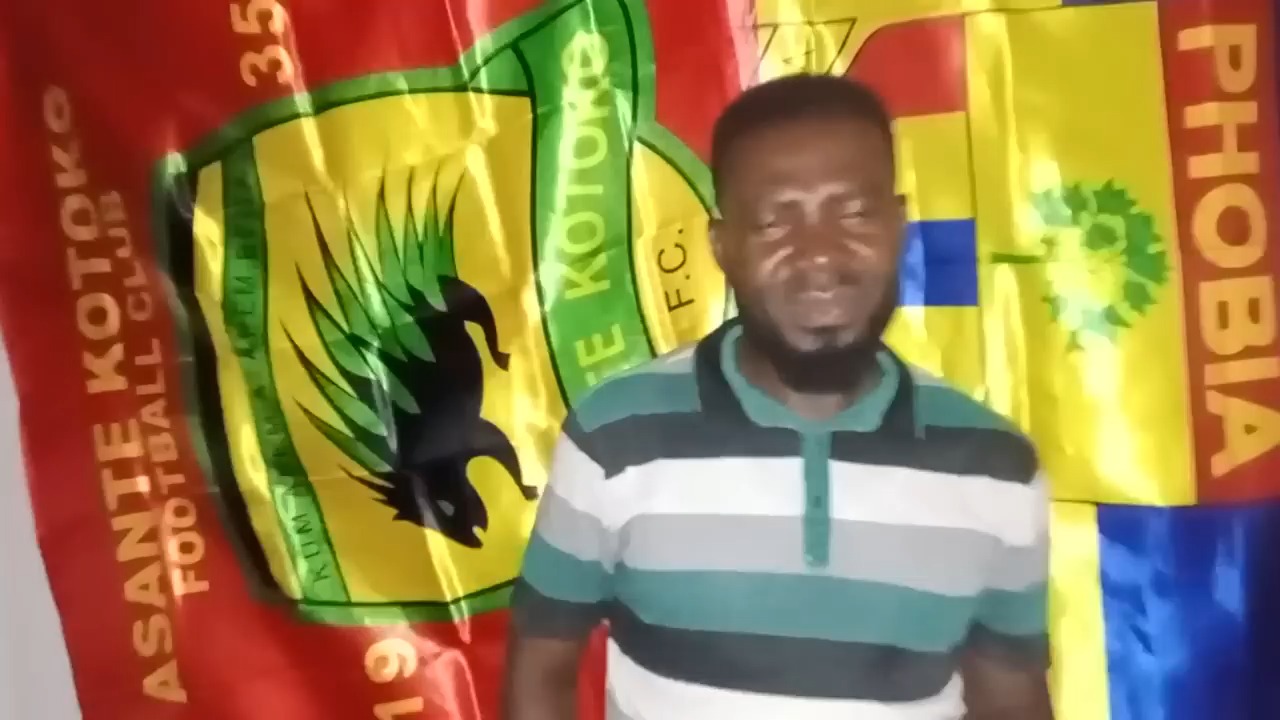 ASANTE KOTOKO
FOOTBALL CLUB
19
35
KOTOKO
F.C.
PHOBIA